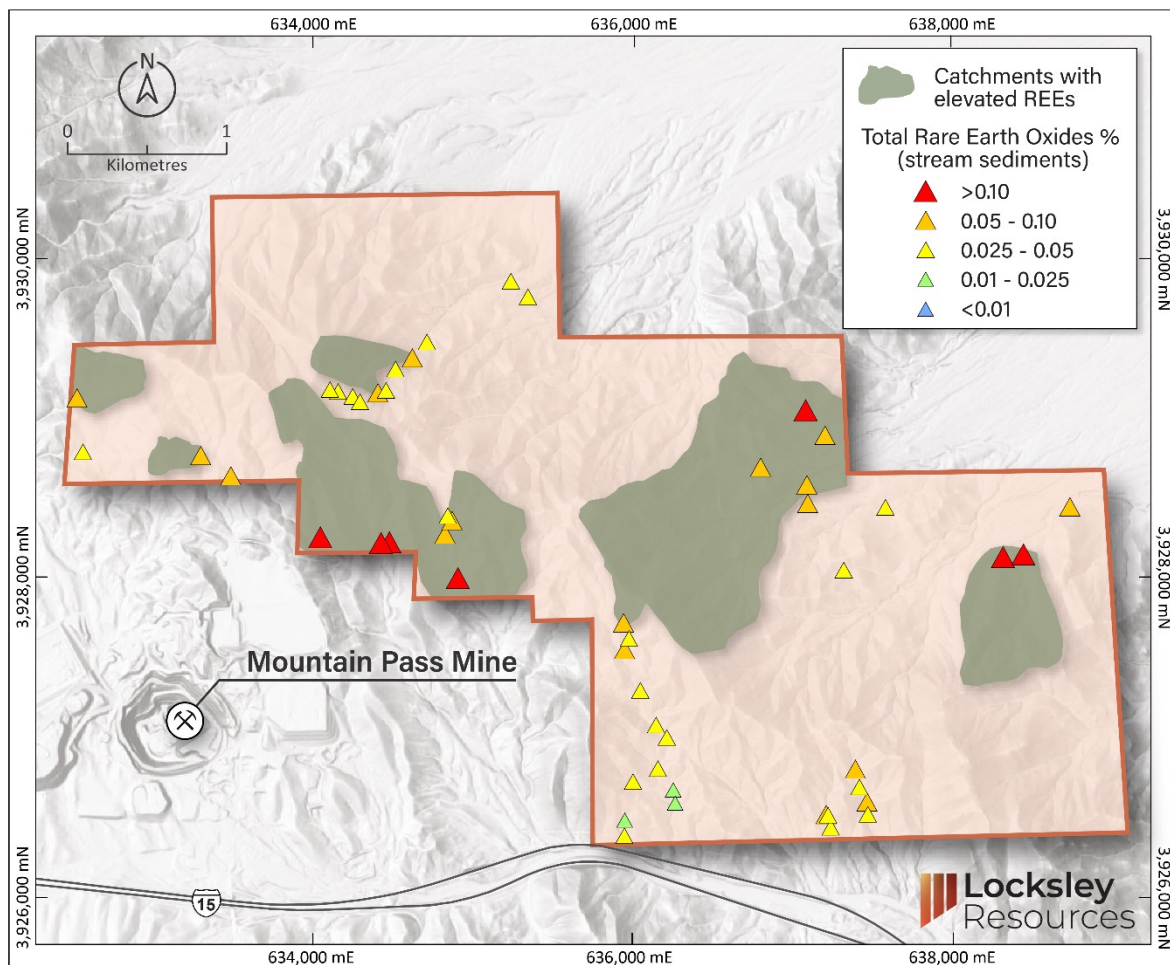 634,000 mE
636,000 mE
638,000 mE
N
0
1
Kilometres
Catchments with
elevated REEs
Total Rare Earth Oxides %
(stream sediments)
>0.10
0.05 - 0.10
0.025 - 0.05
0.01 - 0.025
<0.01
3,930,000 mN
3,930,000 mN
3,928,000 mN
3,928,000 mN
Mountain Pass Mine
3,926,000 mN
3,926,000 mN
15
Locksley
Resources
634,000 mE
636,000 mE
638,000 mE